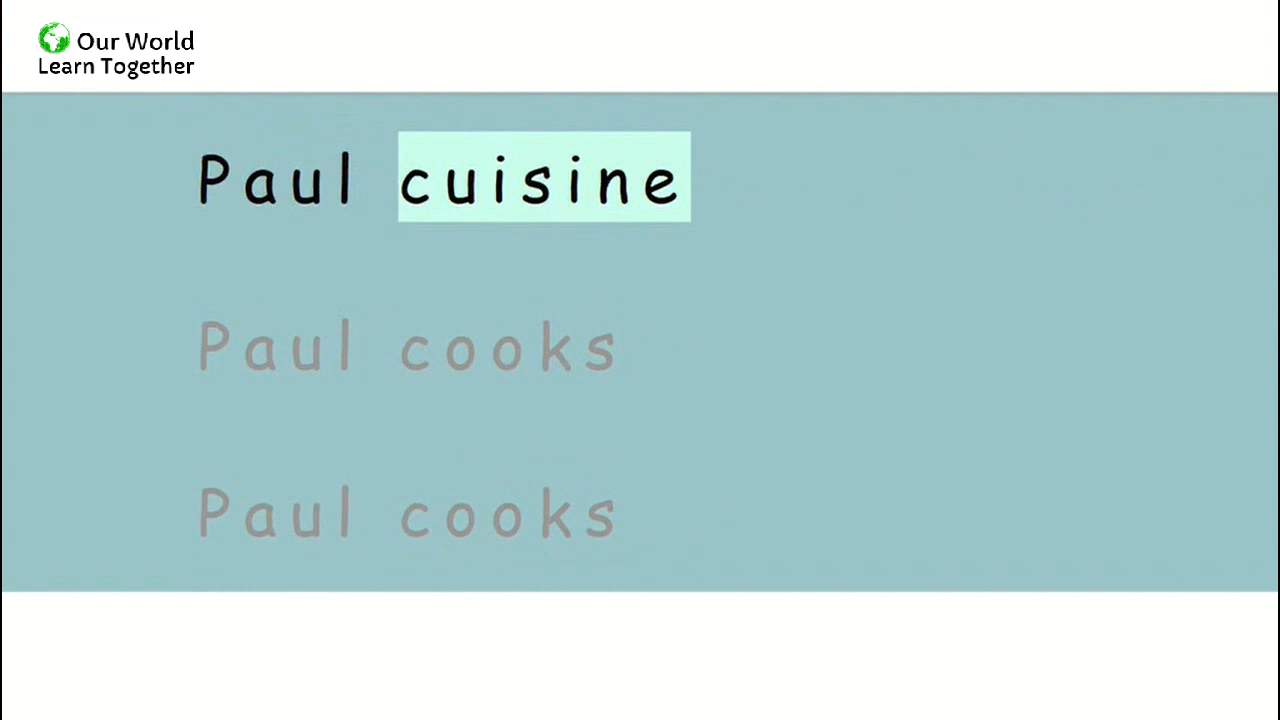 Our World
Learn Together
Paul cuisine
Paul cooks
Paul cooks